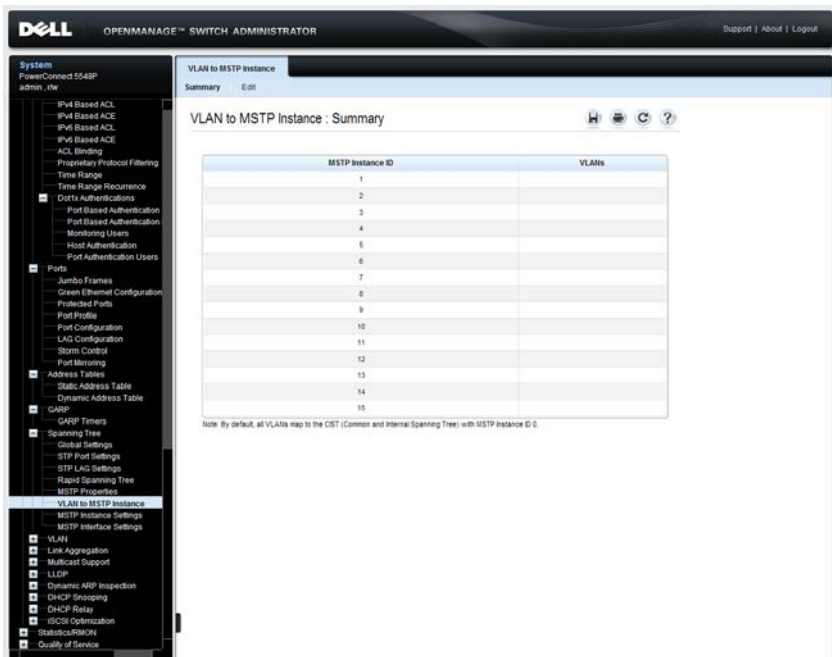 DELL
OPENMANAGE™ SWITCH ADMINISTRATOR
Support | About | Logout
System
PowerConnect 5548P
admin , r/w
IPv4 Based ACL
IPv4 Based ACE
IPv6 Based ACL
IPv6 Based ACE
ACL Binding
Proprietary Protocol Filtering
Time Range
Time Range Recurrence
Dot1x Authentications
Port Based Authentication
Port Based Authentication
Monitoring Users
Host Authentication
Port Authentication Users
Ports
Jumbo Frames
Green Ethernet Configuration
Protected Ports
Port Profile
Port Configuration
LAG Configuration
Storm Control
Port Mirroring
Address Tables
Static Address Table
Dynamic Address Table
GARP
GARP Timers
Spanning Tree
Global Settings
STP Port Settings
STP LAG Settings
Rapid Spanning Tree
MSTP Properties
VLAN to MSTP Instance
MSTP Instance Settings
MSTP Interface Settings
VLAN
Link Aggregation
Multicast Support
LLDP
Dynamic ARP Inspection
DHCP Snooping
DHCP Relay
iSCSI Optimization
Statistics/RMON
Quality of Service
VLAN to MSTP Instance
Summary Edit
VLAN to MSTP Instance : Summary
MSTP Instance ID VLANs
1
2
3
4
5
6
7
8
9
10
11
12
13
14
15
Note: By default, all VLANs map to the CIST (Common and Internal Spanning Tree) with MSTP Instance ID 0.